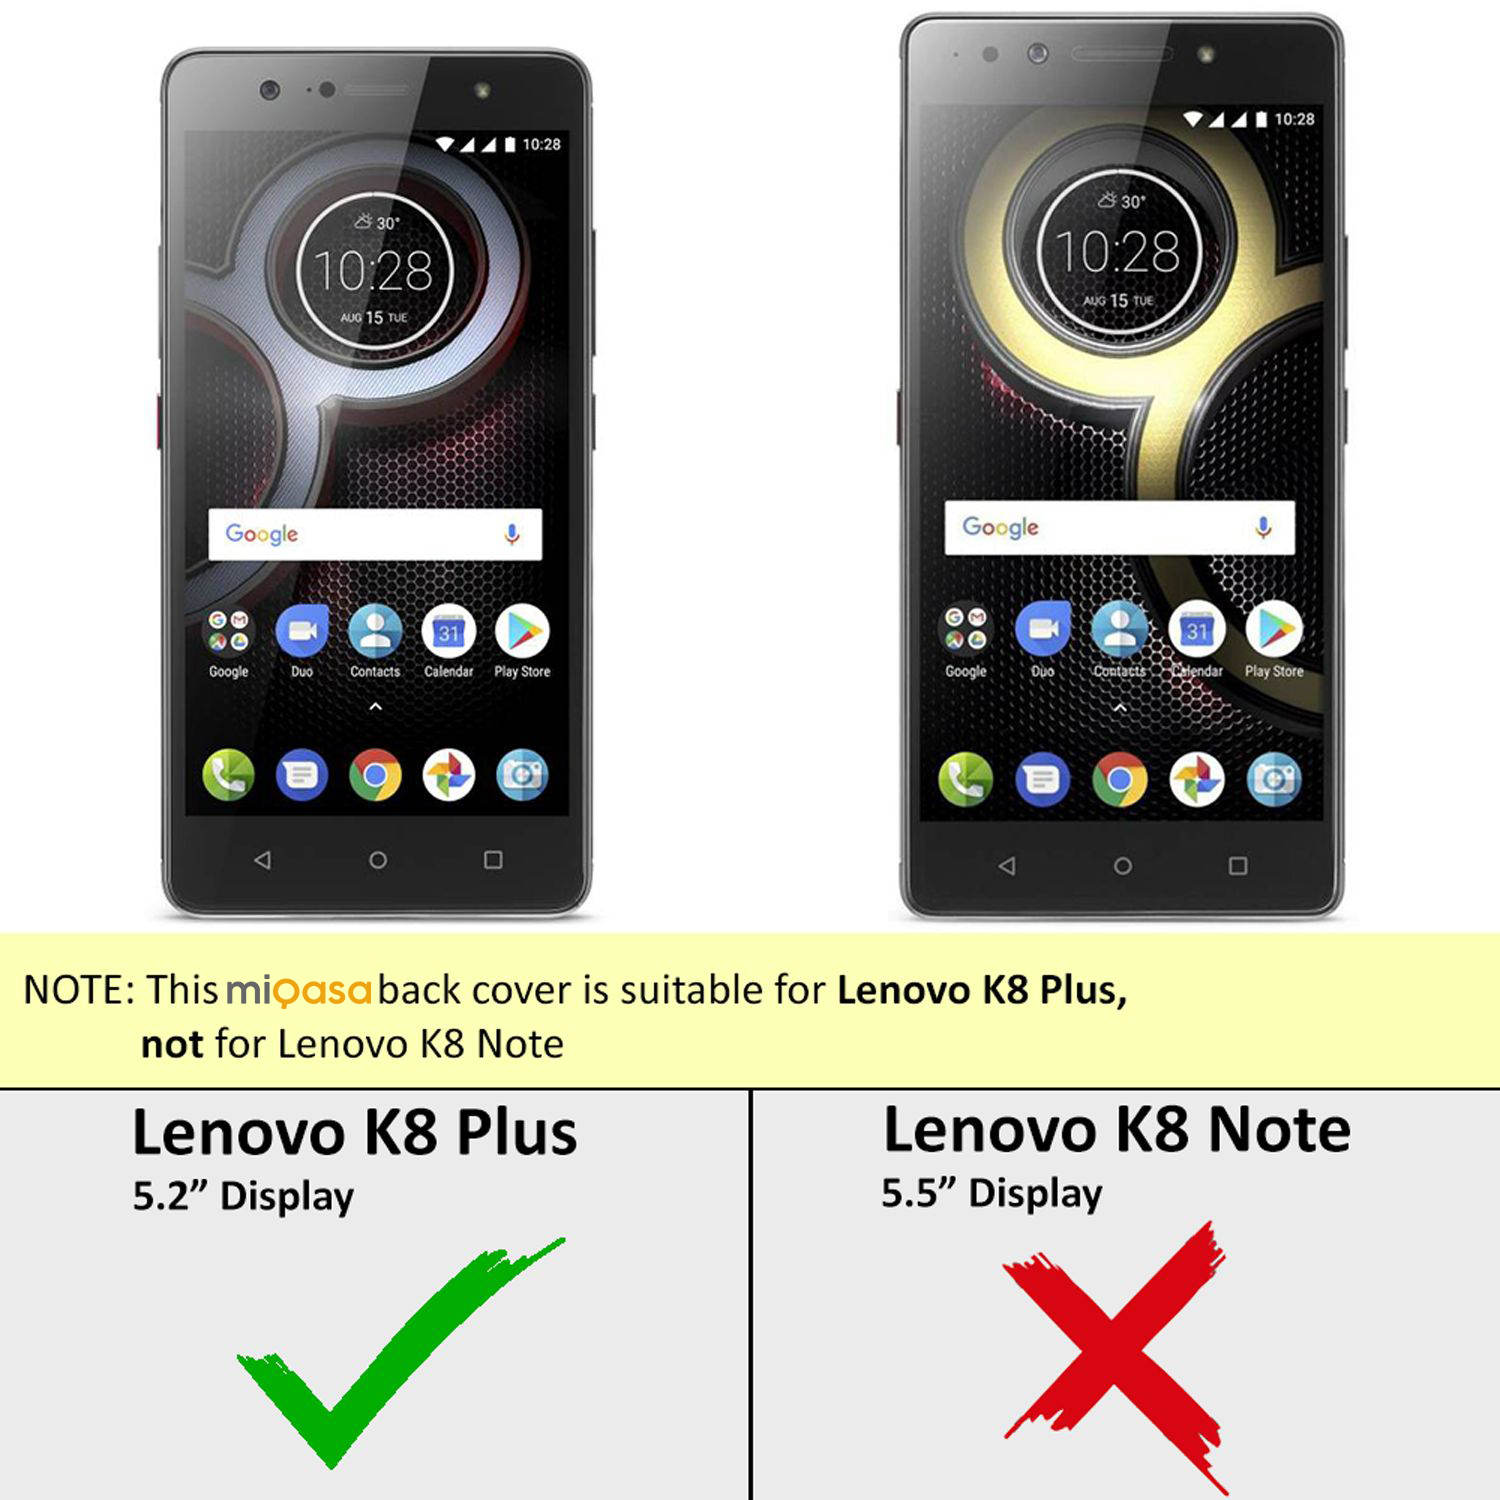 10:28
30°
10:28
AUG 15 TUE
Google
Google Duo Contacts 31 Calendar Play Store
10:28
30°
10:28
AUG 15 TUE
Google
Google Duo Contacts 31 Calendar Play Store
NOTE: This miQasa back cover is suitable for Lenovo K8 Plus,
not for Lenovo K8 Note
Lenovo K8 Plus
5.2” Display
Lenovo K8 Note
5.5” Display